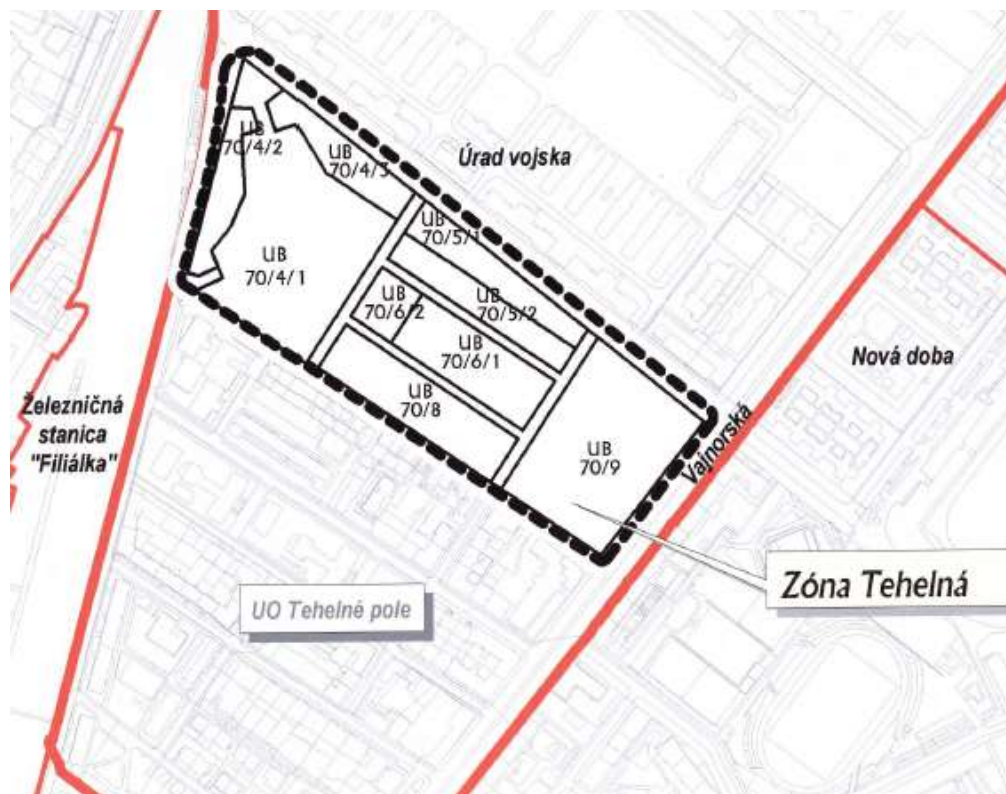 UB
70/4/2
UB
70/4/3
Úrad vojska
UB
70/5/1
UB
70/4/1
UB
70/5/2
UB
70/6/2
UB
70/6/1
Nová doba
UB
70/8
Železničná
stanica
"Filiálka"
Vajnorská
UB
70/9
Zóna Tehelná
UO Tehelné pole